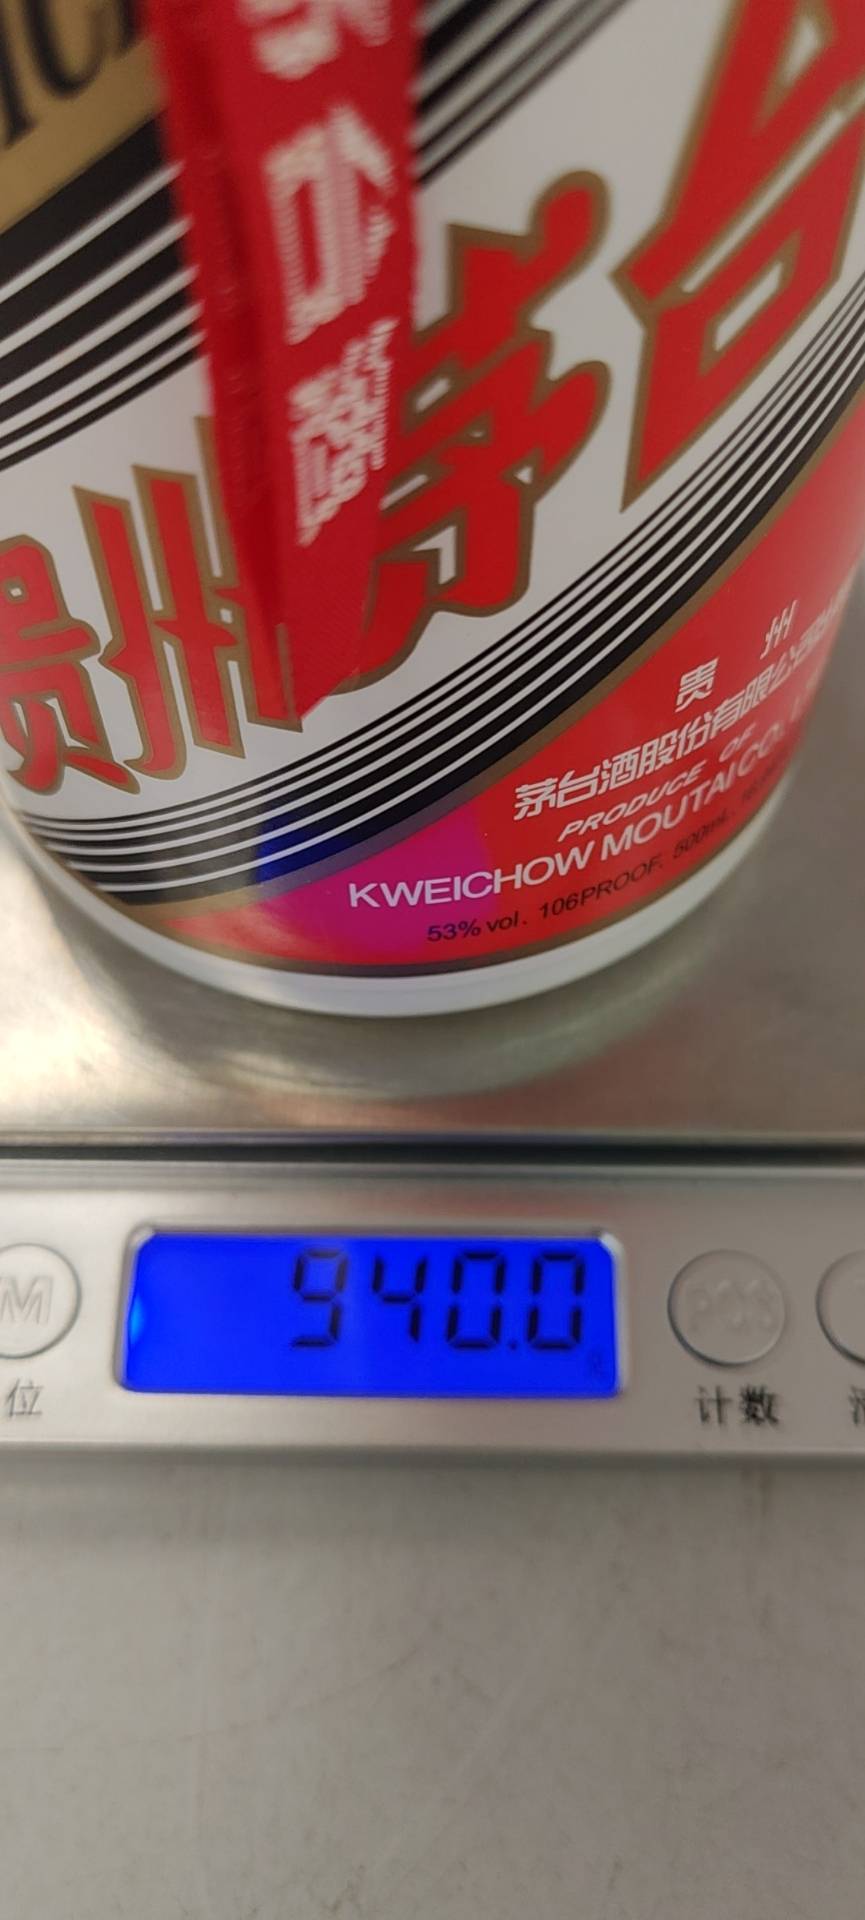 贵州茅台
贵州
茅台酒股份有限公司
PRODUCE OF
KWEICHOW MOUTAI CO.
53% vol. 106PROOF. 500mL.
940.0
M
PCS
位
计数